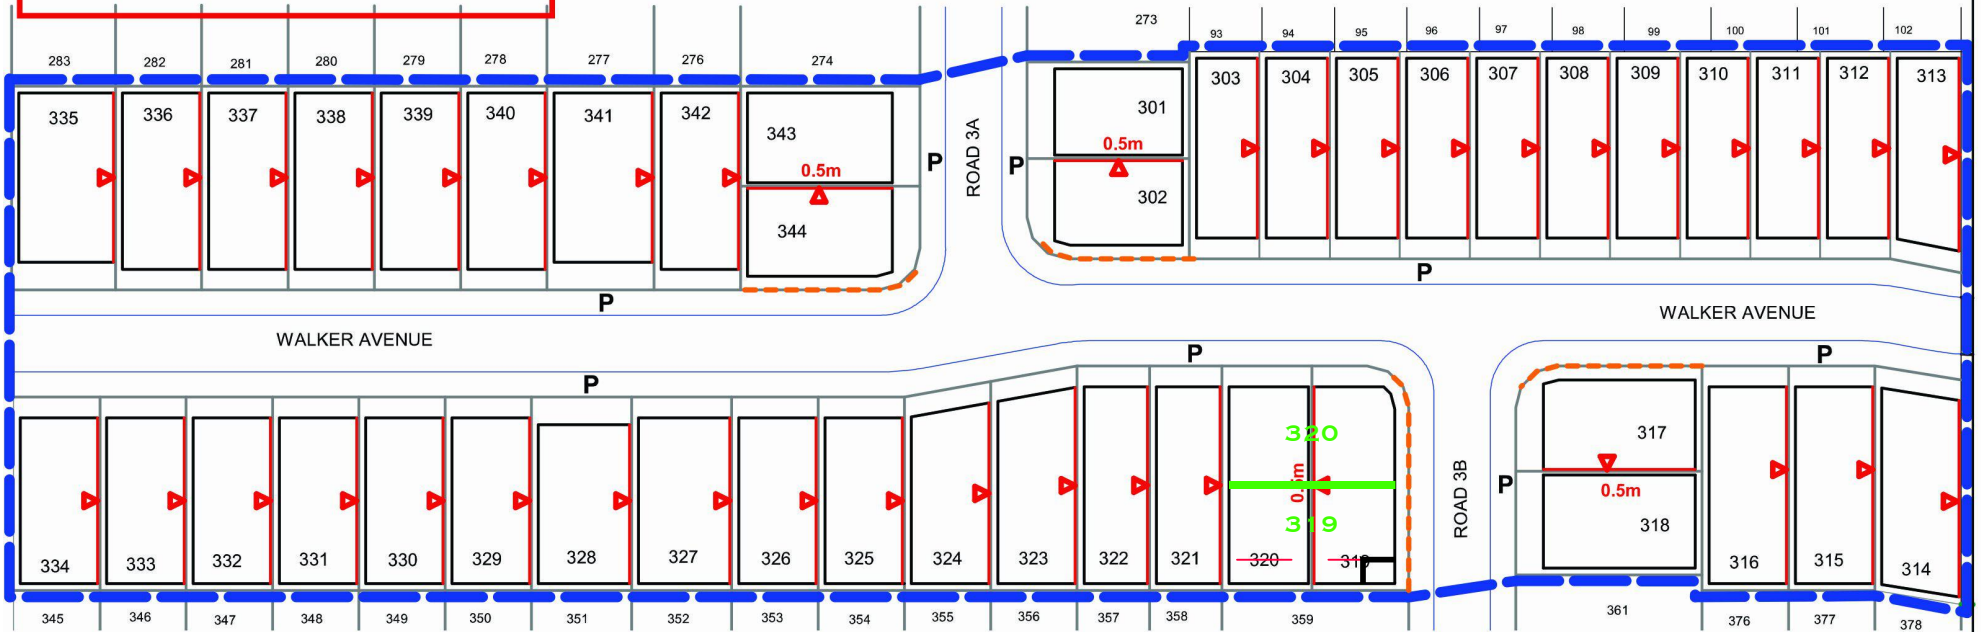 273
93 94 95 96 97 98 99 100 101 102
283 282 281 280 279 278 277 276 274
303 304 305 306 307 308 309 310 311 312 313
335 336 337 338 339 340 341 342 343
301
0.5m
0.5m
P
ROAD 3A
P
302
344
P
P
WALKER AVENUE
WALKER AVENUE
P
P
P
320
317
0.5m
P
0.5m
ROAD 3B
319
318
334 333 332 331 330 329 328 327 326 325 324 323 322 321 320 319
316 315 314
345 346 347 348 349 350 351 352 353 354 355 356 357 358 359
361
376 377 378